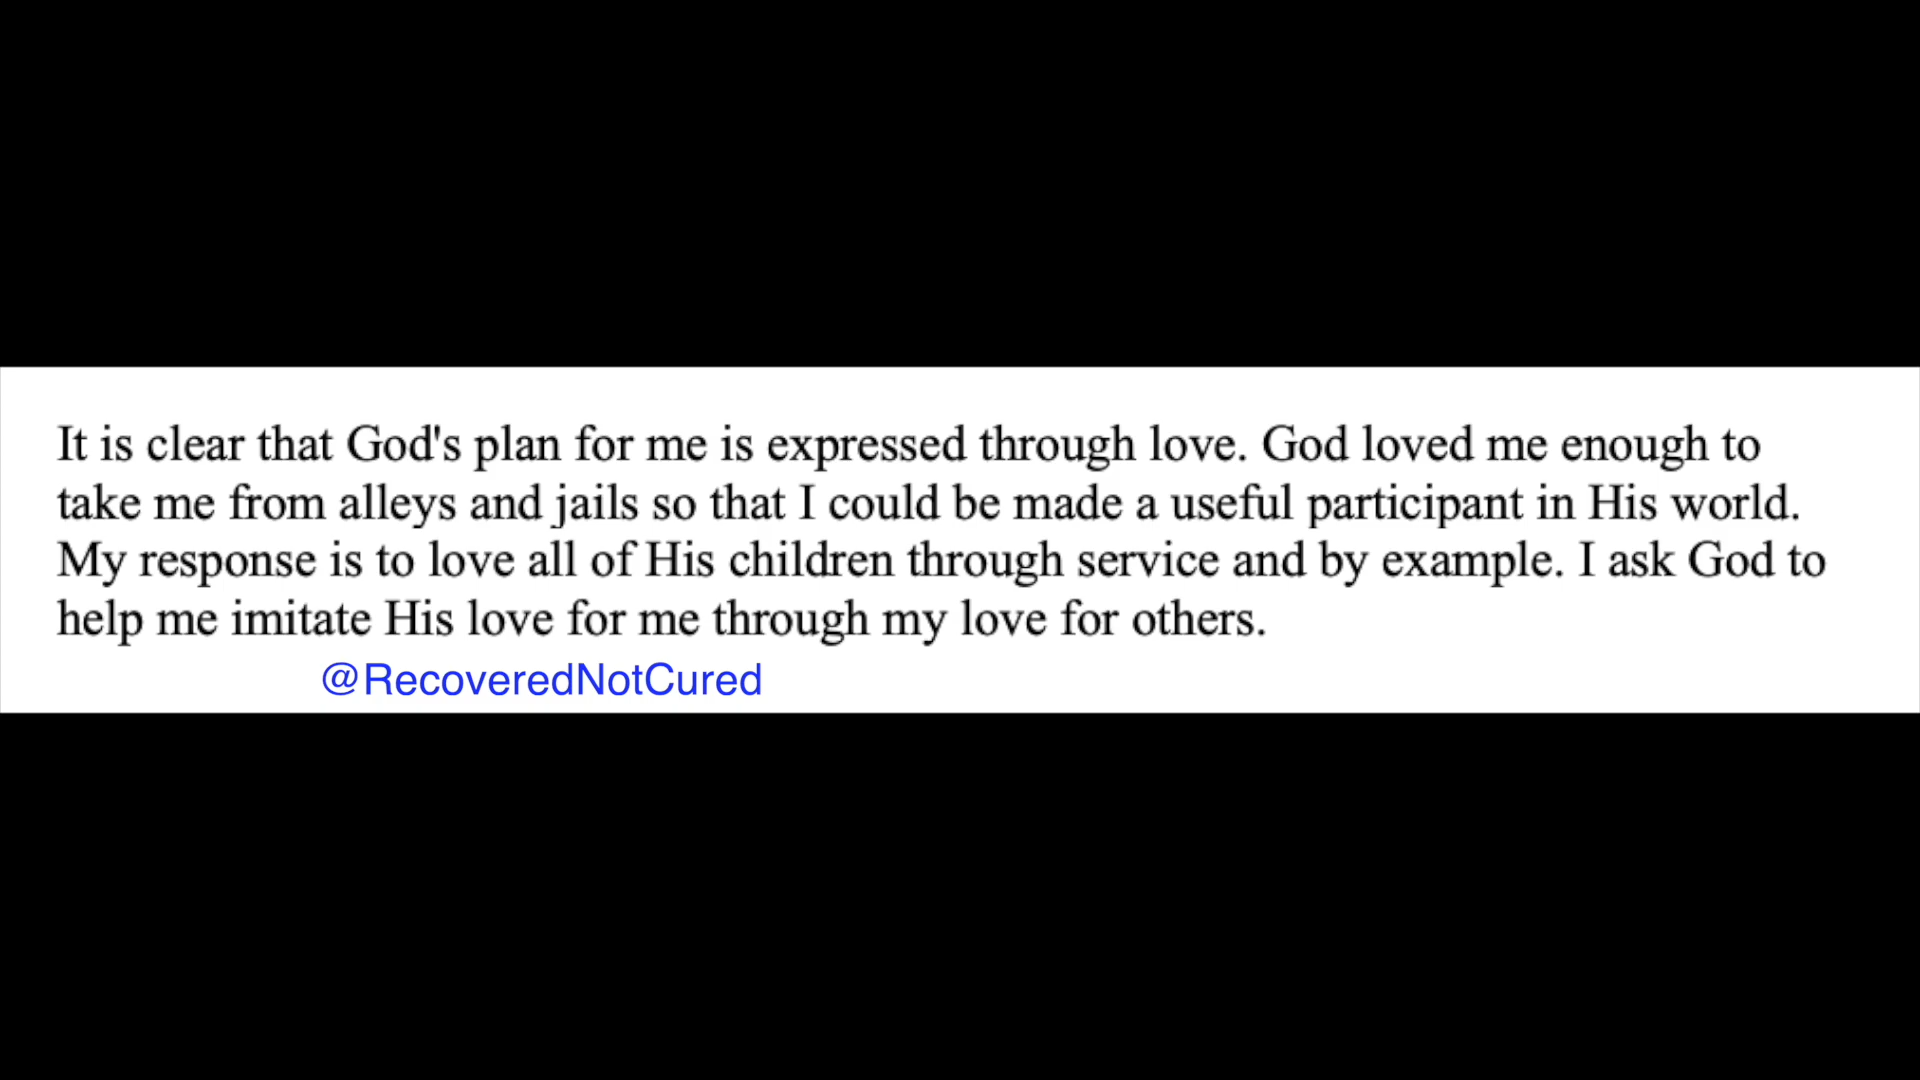 It is clear that God's plan for me is expressed through love. God loved me enough to
take me from alleys and jails so that I could be made a useful participant in His world.
My response is to love all of His children through service and by example. I ask God to
help me imitate His love for me through my love for others.
@RecoveredNotCured